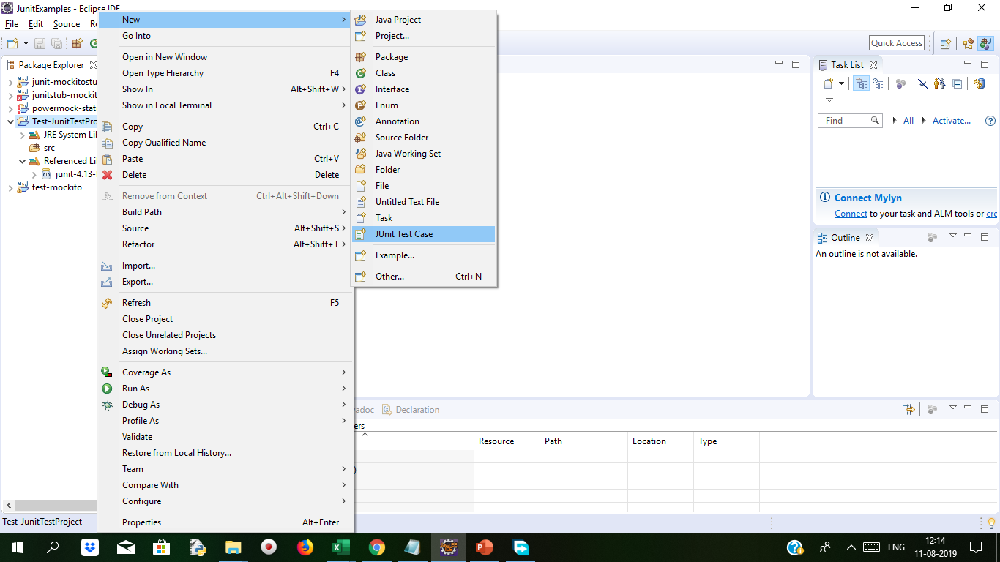 JunitExamples - Eclipse IDE
File Edit Source
Quick Access
Package Explorer
junit-mockitostu
junitstub-mockit
powermock-stat
Test-JunitTestPro
JRE System Lil
src
Referenced Li
junit-4.13-
test-mockito
New
Go Into
Open in New Window
Open Type Hierarchy F4
Show In Alt+Shift+W
Show in Local Terminal
Copy Ctrl+C
Copy Qualified Name
Paste Ctrl+V
Delete Delete
Remove from Context Ctrl+Alt+Shift+Down
Build Path
Source Alt+Shift+S
Refactor Alt+Shift+T
Import...
Export...
Refresh F5
Close Project
Close Unrelated Projects
Assign Working Sets...
Coverage As
Run As
Debug As
Profile As
Validate
Restore from Local History...
Team
Compare With
Configure
Properties Alt+Enter
Java Project
Project...
Package
Class
Interface
Enum
Annotation
Source Folder
Java Working Set
Folder
File
Untitled Text File
Task
JUnit Test Case
Example...
Other... Ctrl+N
Task List
Find All Activate...
Connect Mylyn
Connect to your task and ALM tools or cre
Outline
An outline is not available.
adoc Declaration
ers
Resource Path Location Type
Test-JunitTestProject
ENG
12:14
11-08-2019